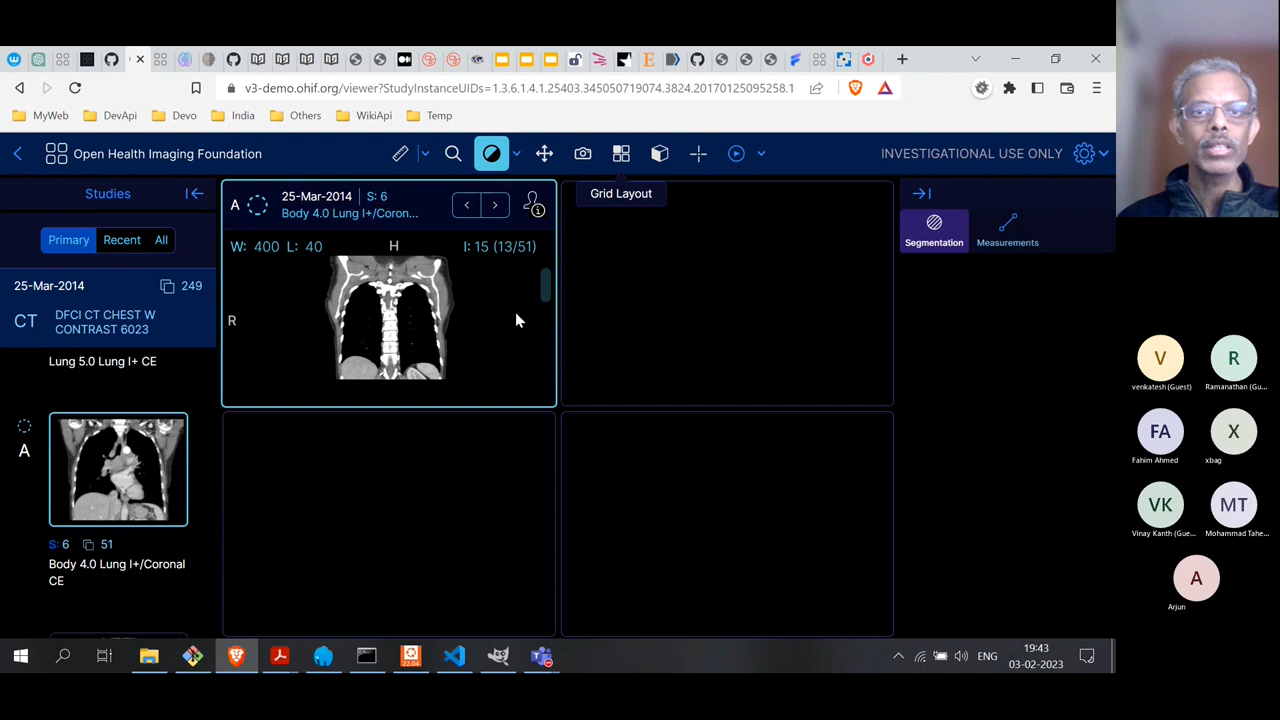 v3-demo.ohif.org/viewer?StudyInstanceUIDs=1.3.6.1.4.1.25403.345050719074.3824.20170125095258.1
MyWeb DevApi Devo India Others WikiApi Temp
Open Health Imaging Foundation
INVESTIGATIONAL USE ONLY
Grid Layout
Studies
Primary Recent All
25-Mar-2014 249
CT DFCI CT CHEST W
CONTRAST 6023
Lung 5.0 Lung I+ CE
A
S: 6 51
Body 4.0 Lung I+/Coronal
CE
A 25-Mar-2014 S: 6
Body 4.0 Lung I+/Coron...
W: 400 L: 40 H I: 15 (13/51)
R
Segmentation Measurements
V R
venkatesh (Guest) Ramanathan (Gu...
FA X
Fahim Ahmed xbag
VK MT
Vinay Kanth (Gue... Mohammad Tahe...
A
Arjun
22.04
ENG
19:43
03-02-2023